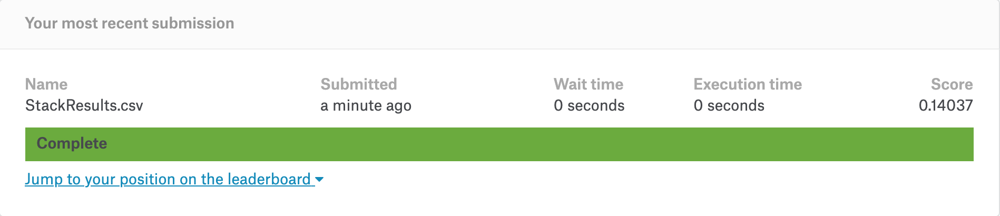 Your most recent submission
Name Submitted Wait time Execution time Score
StackResults.csv a minute ago 0 seconds 0 seconds 0.14037
Complete
Jump to your position on the leaderboard